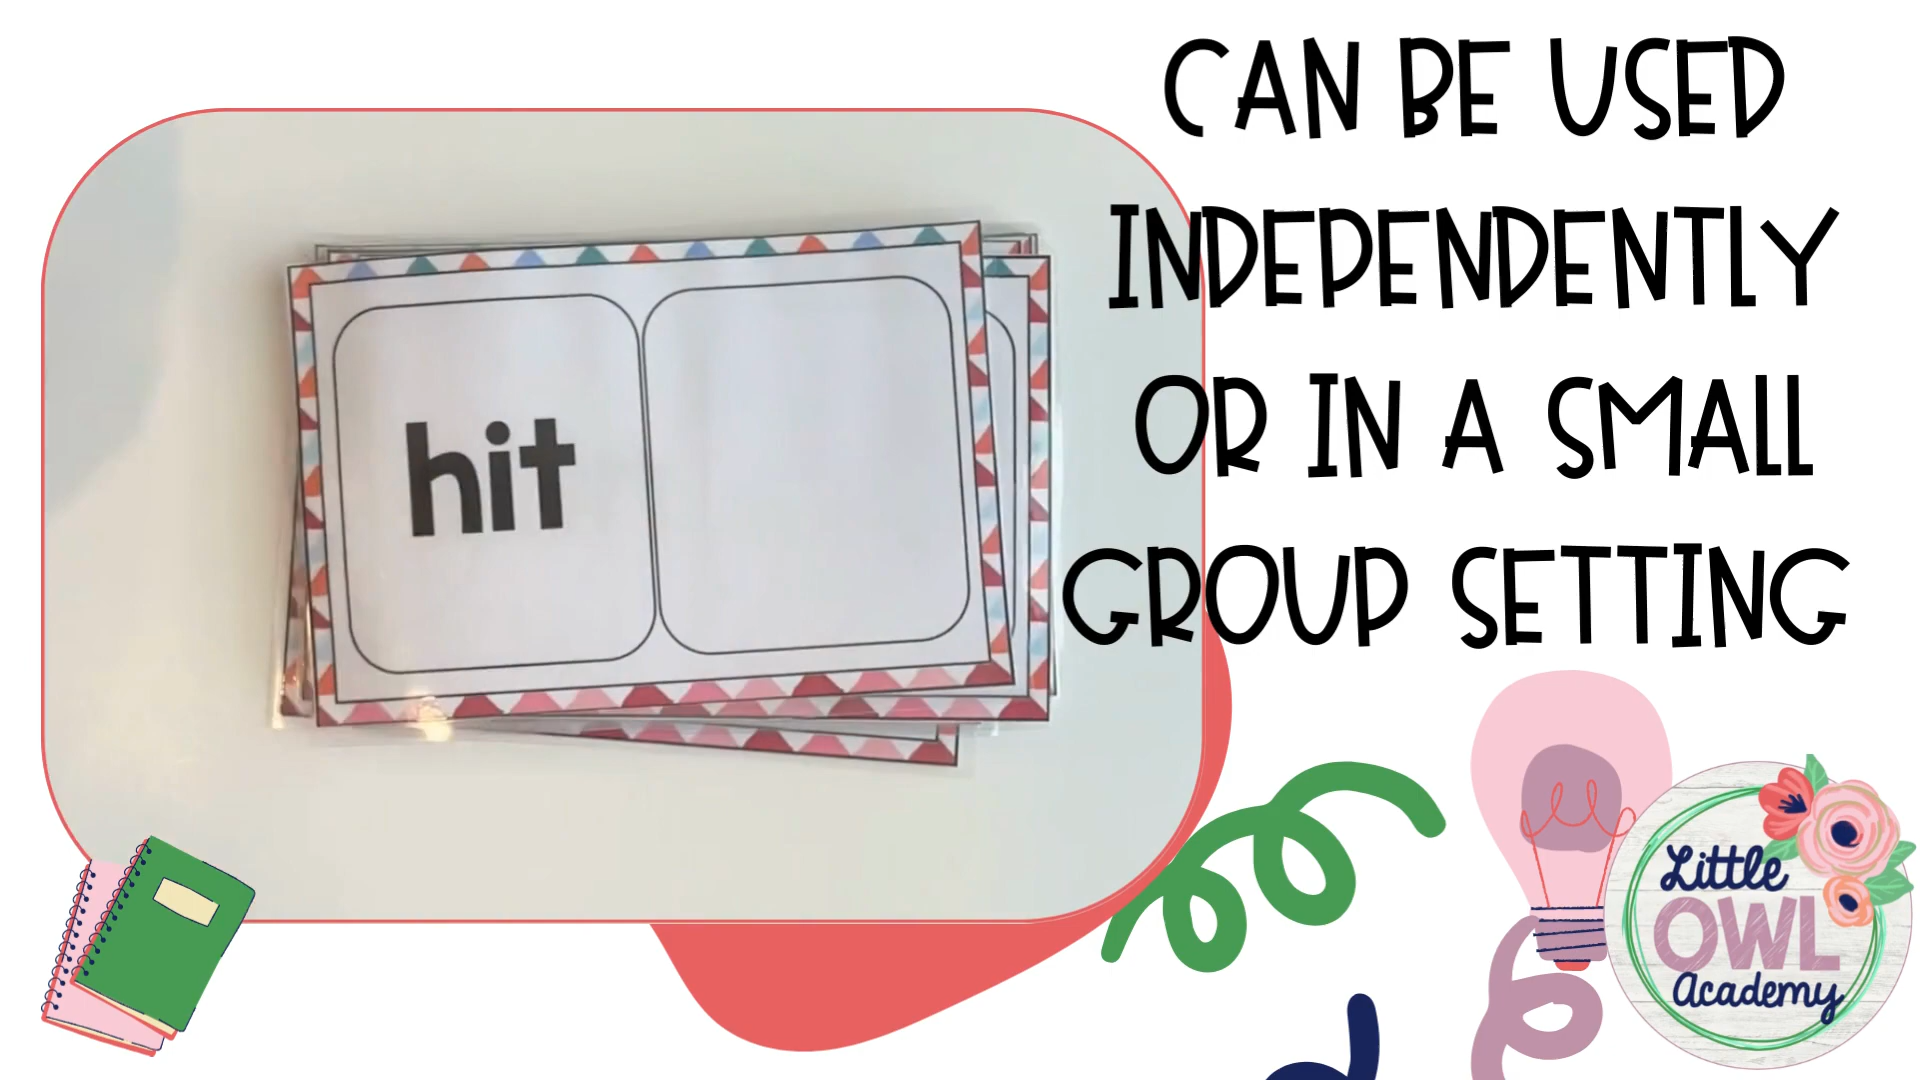 CAN BE USED
INDEPENDENTLY
OR IN A SMALL
GROUP SETTING
hit
Little
OWL
Academy